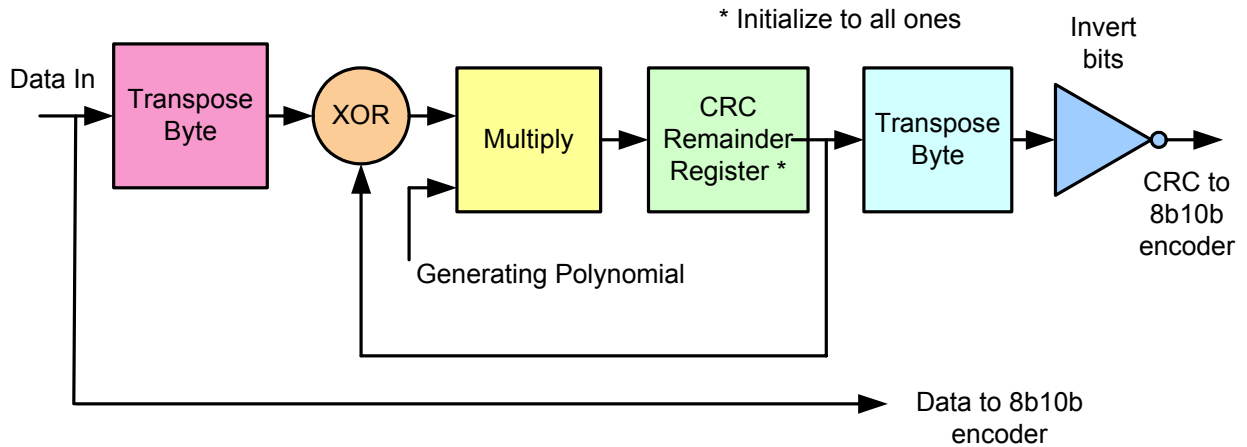 * Initialize to all ones
Invert
bits
Data In
Transpose
Byte
XOR
Multiply
CRC
Remainder
Register *
Transpose
Byte
CRC to
8b10b
encoder
Generating Polynomial
Data to 8b10b
encoder